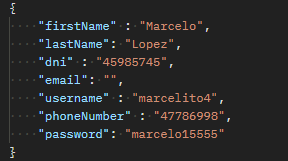 {
"firstName" : "Marcelo",
"lastName": "Lopez",
"dni" : "45985745",
"email": "",
"username" : "marcelito4",
"phoneNumber" : "47786998",
"password": "marcelo15555"
}